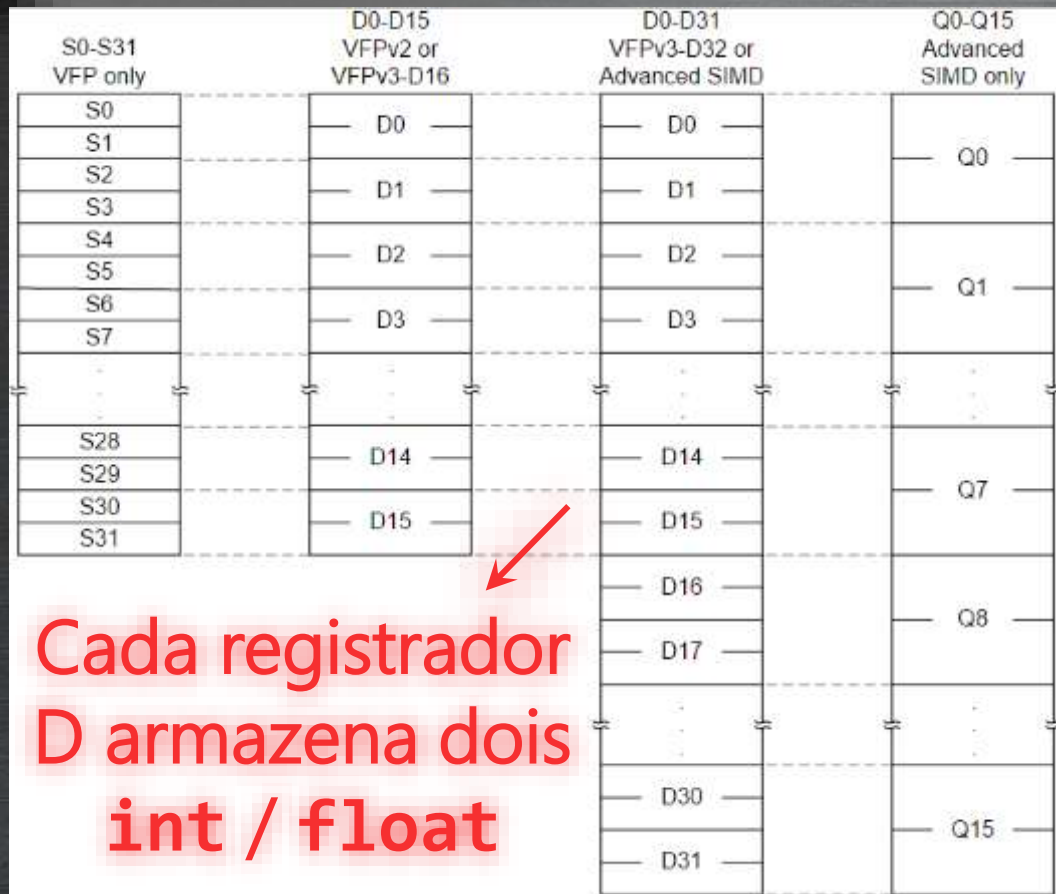 S0-S31
VFP only
D0-D15
VFPv2 or
VFPv3-D16
D0-D31
VFPv3-D32 or
Advanced SIMD
Q0-Q15
Advanced
SIMD only
S0
S1
S2
S3
S4
S5
S6
S7
S28
S29
S30
S31
D0
D1
D2
D3
D14
D15
D0
D1
D2
D3
D14
D15
D16
D17
D30
D31
Q0
Q1
Q7
Q8
Q15
Cada registrador
D armazena dois
int / float